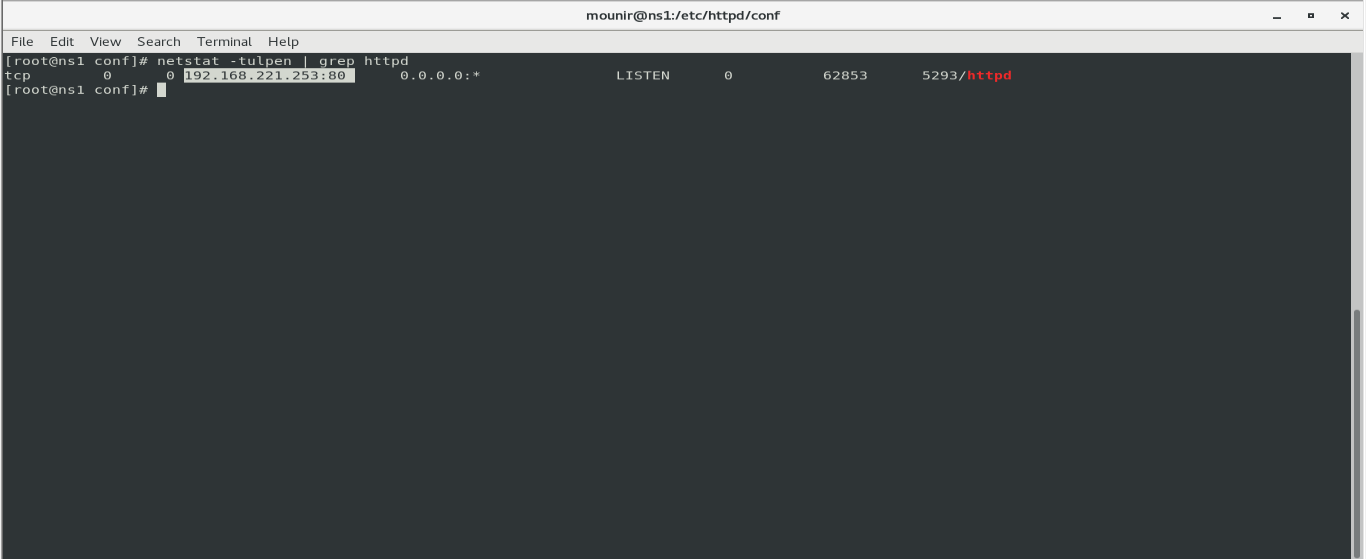 mounir@ns1:/etc/httpd/conf
File Edit View Search Terminal Help
[root@ns1 conf]# netstat -tulpen | grep httpd
tcp        0      0 192.168.221.253:80      0.0.0.0:*               LISTEN      0          62853      5293/httpd
[root@ns1 conf]#